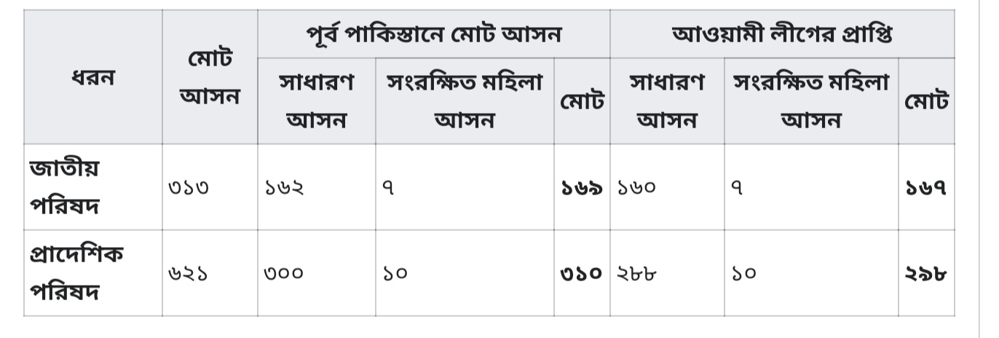 ধরন
মোট
আসন
পূর্ব পাকিস্তানে মোট আসন
আওয়ামী লীগের প্রাপ্তি
সাধারণ
আসন
সংরক্ষিত মহিলা
আসন
মোট
সাধারণ
আসন
সংরক্ষিত মহিলা
আসন
মোট
জাতীয়
পরিষদ
৩১৩
১৬২
৭
১৬৯
১৬০
৭
১৬৭
প্রাদেশিক
পরিষদ
৬২১
৩০০
১০
৩১০
২৮৮
১০
২৯৮